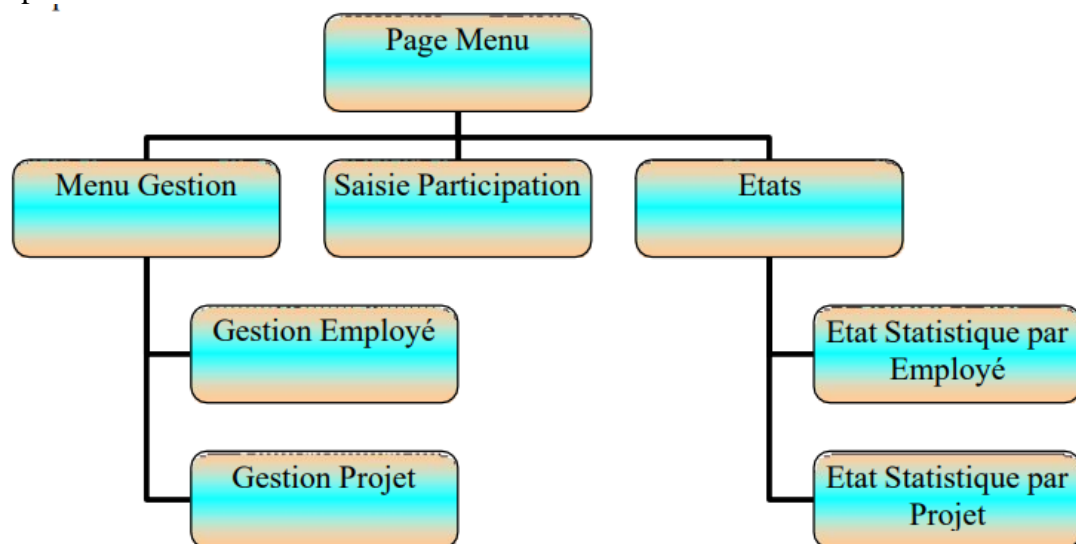 Page Menu
Menu Gestion
Saisie Participation
Etats
Gestion Employé
Etat Statistique par
Employé
Gestion Projet
Etat Statistique par
Projet